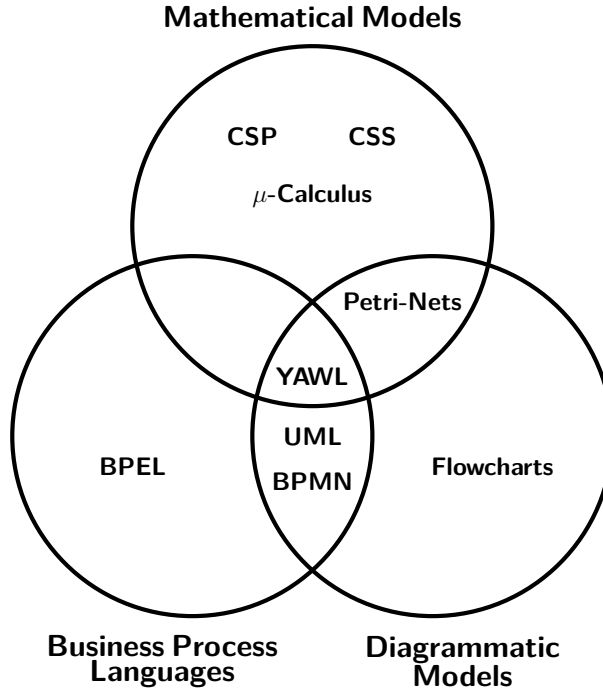 Mathematical Models
CSP CSS
μ-Calculus
Petri-Nets
YAWL
UML
BPEL
Flowcharts
BPMN
Business Process
Languages
Diagrammatic
Models